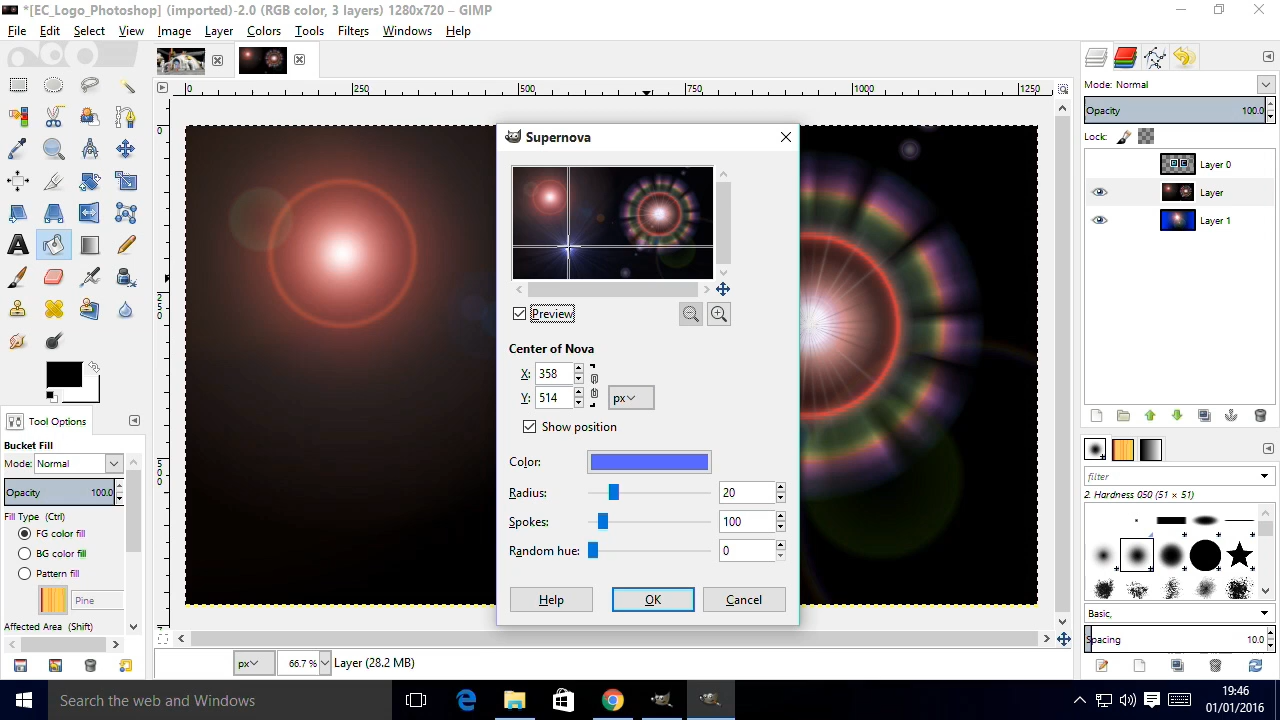 *[EC_Logo_Photoshop] (imported)-2.0 (RGB color, 3 layers) 1280x720 – GIMP
File Edit Select View Image Layer Colors Tools Filters Windows Help
0 250 500 750 1000 1250
Mode: Normal
Opacity 100.0
Lock:
Layer 0
Layer
Layer 1
0
250
500
Supernova
Preview
Center of Nova
X: 358
Y: 514 px
Show position
Color:
Radius: 20
Spokes: 100
Random hue: 0
Help OK Cancel
Tool Options
Bucket Fill
Mode: Normal
Opacity 100.0
Fill Type (Ctrl)
FG color fill
BG color fill
Pattern fill
Pine
Affected Area (Shift)
filter
2. Hardness 050 (51 × 51)
Basic,
Spacing 10.0
px 66.7 % Layer (28.2 MB)
Search the web and Windows
19:46
01/01/2016